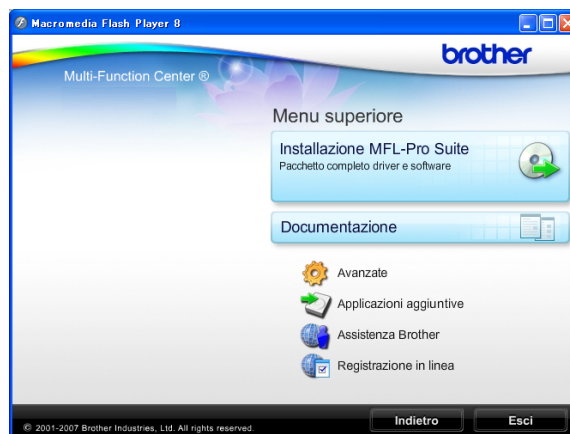 Macromedia Flash Player 8
brother
Multi-Function Center ®
Menu superiore
Installazione MFL-Pro Suite
Pacchetto completo driver e software
Documentazione
Avanzate
Applicazioni aggiuntive
Assistenza Brother
Registrazione in linea
© 2001-2007 Brother Industries, Ltd. All rights reserved.
Indietro
Esci